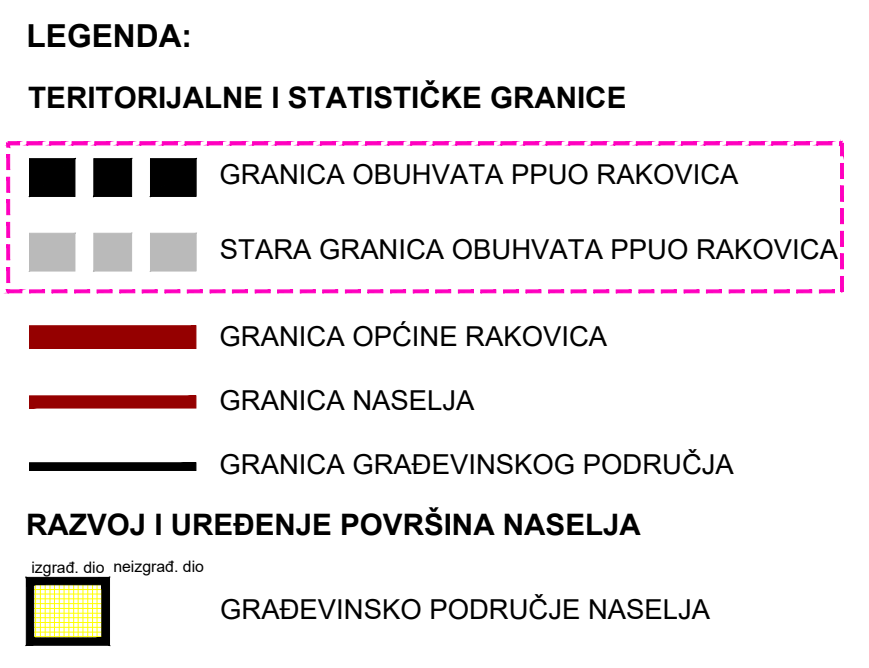 LEGENDA:
TERITORIJALNE I STATISTIČKE GRANICE
GRANICA OBUHVATA PPUO RAKOVICA
STARA GRANICA OBUHVATA PPUO RAKOVICA
GRANICA OPĆINE RAKOVICA
GRANICA NASELJA
GRANICA GRAĐEVINSKOG PODRUČJA
RAZVOJ I UREĐENJE POVRŠINA NASELJA
izgrađ. dio neizgrađ. dio
GRAĐEVINSKO PODRUČJE NASELJA